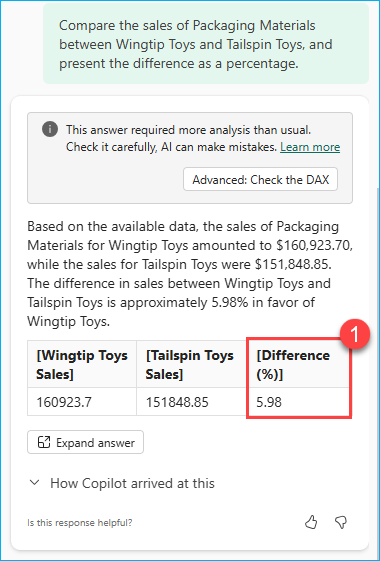 Compare the sales of Packaging Materials
between Wingtip Toys and Tailspin Toys, and
present the difference as a percentage.
This answer required more analysis than usual.
Check it carefully, AI can make mistakes. Learn more
Advanced: Check the DAX
Based on the available data, the sales of Packaging
Materials for Wingtip Toys amounted to $160,923.70,
while the sales for Tailspin Toys were $151,848.85.
The difference in sales between Wingtip Toys and
Tailspin Toys is approximately 5.98% in favor of
Wingtip Toys.
1
[Wingtip Toys [Tailspin Toys [Difference
Sales] Sales] (%)]
160923.7 151848.85 5.98
Expand answer
How Copilot arrived at this
Is this response helpful?